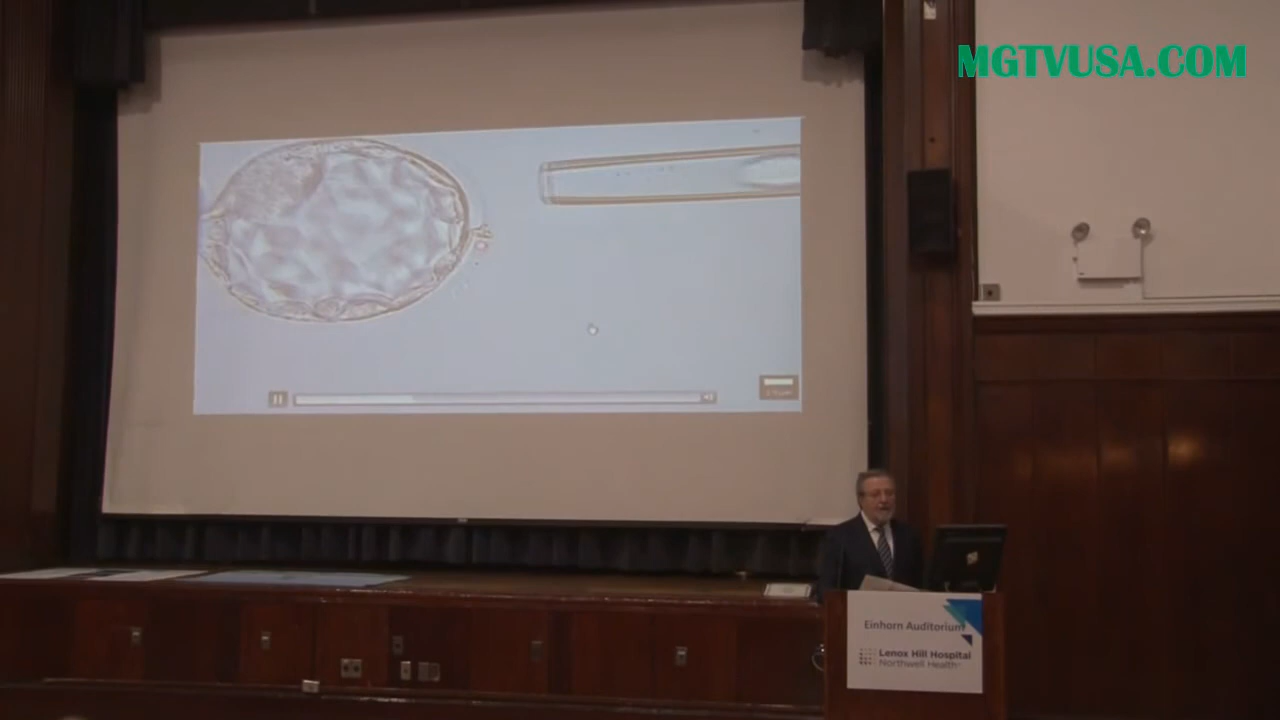 MGTVUSA.COM
Einhorn Auditorium
Lenox Hill Hospital
Northwell Health